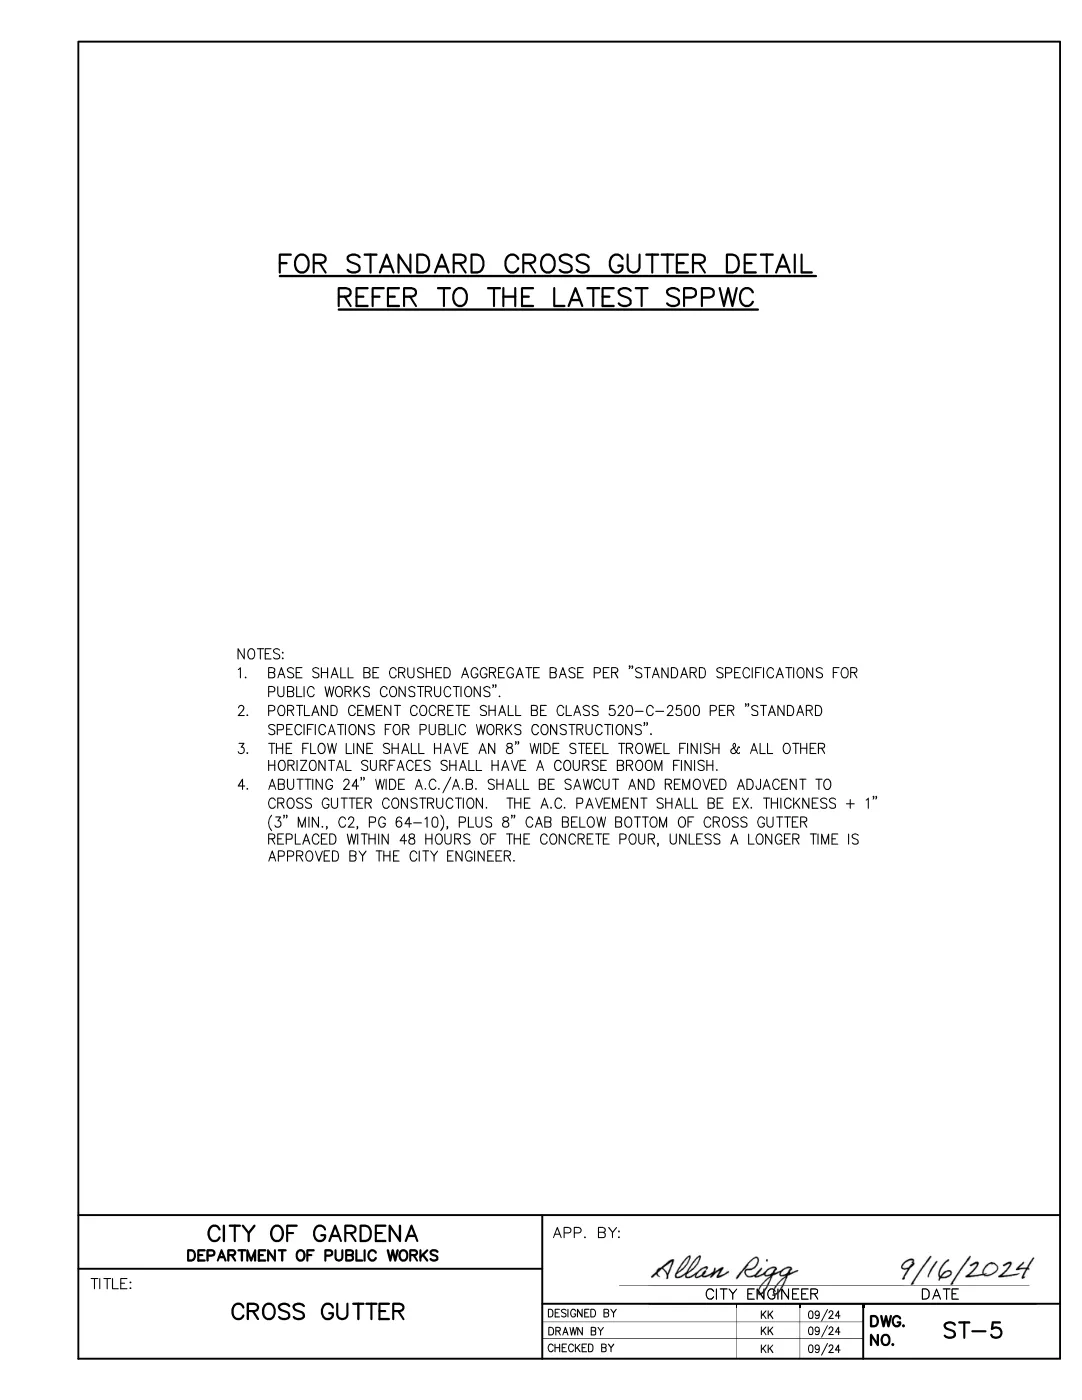 FOR STANDARD CROSS GUTTER DETAIL
REFER TO THE LATEST SPPWC
NOTES:
1. BASE SHALL BE CRUSHED AGGREGATE BASE PER "STANDARD SPECIFICATIONS FOR
PUBLIC WORKS CONSTRUCTIONS".
2. PORTLAND CEMENT COCRETE SHALL BE CLASS 520-C-2500 PER "STANDARD
SPECIFICATIONS FOR PUBLIC WORKS CONSTRUCTIONS".
3. THE FLOW LINE SHALL HAVE AN 8" WIDE STEEL TROWEL FINISH & ALL OTHER
HORIZONTAL SURFACES SHALL HAVE A COURSE BROOM FINISH.
4. ABUTTING 24" WIDE A.C./A.B. SHALL BE SAWCUT AND REMOVED ADJACENT TO
CROSS GUTTER CONSTRUCTION. THE A.C. PAVEMENT SHALL BE EX. THICKNESS + 1"
(3" MIN., C2, PG 64-10), PLUS 8" CAB BELOW BOTTOM OF CROSS GUTTER
REPLACED WITHIN 48 HOURS OF THE CONCRETE POUR, UNLESS A LONGER TIME IS
APPROVED BY THE CITY ENGINEER.
CITY OF GARDENA
DEPARTMENT OF PUBLIC WORKS
TITLE:
CROSS GUTTER
APP. BY:
Allan Rigg 9/16/2024
CITY ENGINEER DATE
DESIGNED BY KK 09/24
DRAWN BY KK 09/24
CHECKED BY KK 09/24
DWG.
NO.
ST-5